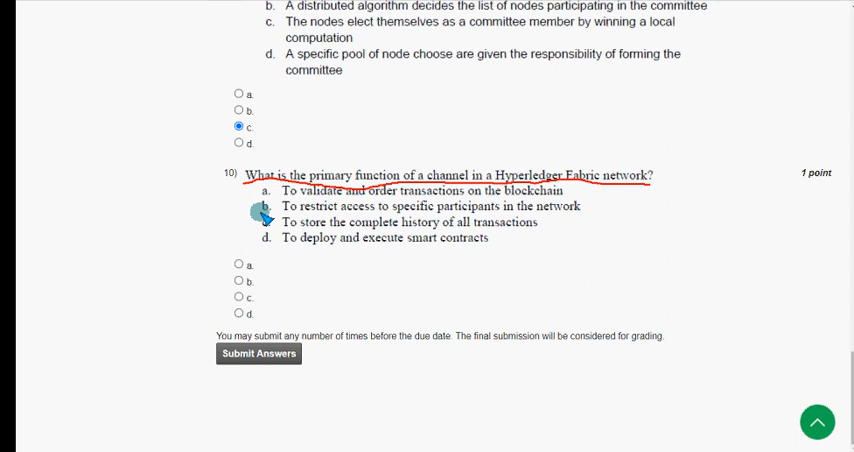 b. A distributed algorithm decides the list of nodes participating in the committee
c. The nodes elect themselves as a committee member by winning a local
computation
d. A specific pool of node choose are given the responsibility of forming the
committee
a.
b.
c.
d.
10) What is the primary function of a channel in a Hyperledger Fabric network? 1 point
a. To validate and order transactions on the blockchain
b. To restrict access to specific participants in the network
To store the complete history of all transactions
d. To deploy and execute smart contracts
a.
b.
c.
d.
You may submit any number of times before the due date. The final submission will be considered for grading.
Submit Answers